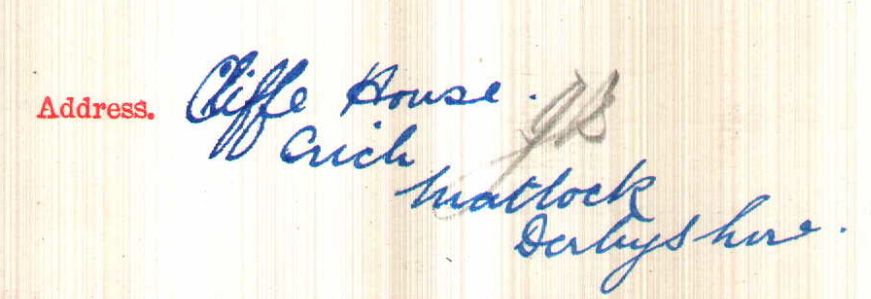 Address. Cliffe House.
Crich
Matlock
Derbyshire.